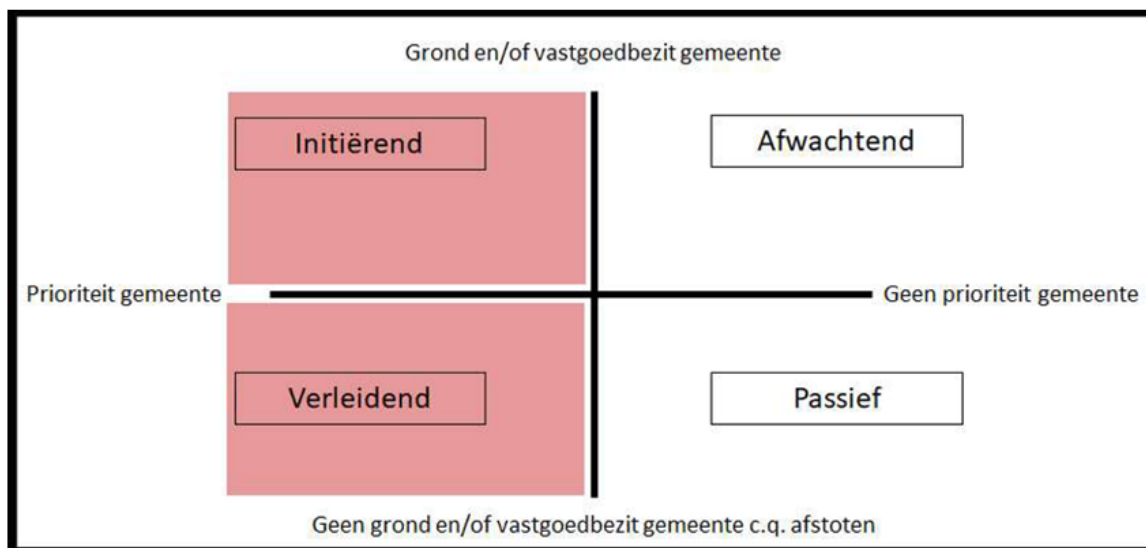 Grond en/of vastgoedbezit gemeente
Initiërend
Afwachtend
Prioriteit gemeente
Geen prioriteit gemeente
Verleidend
Passief
Geen grond en/of vastgoedbezit gemeente c.q. afstoten